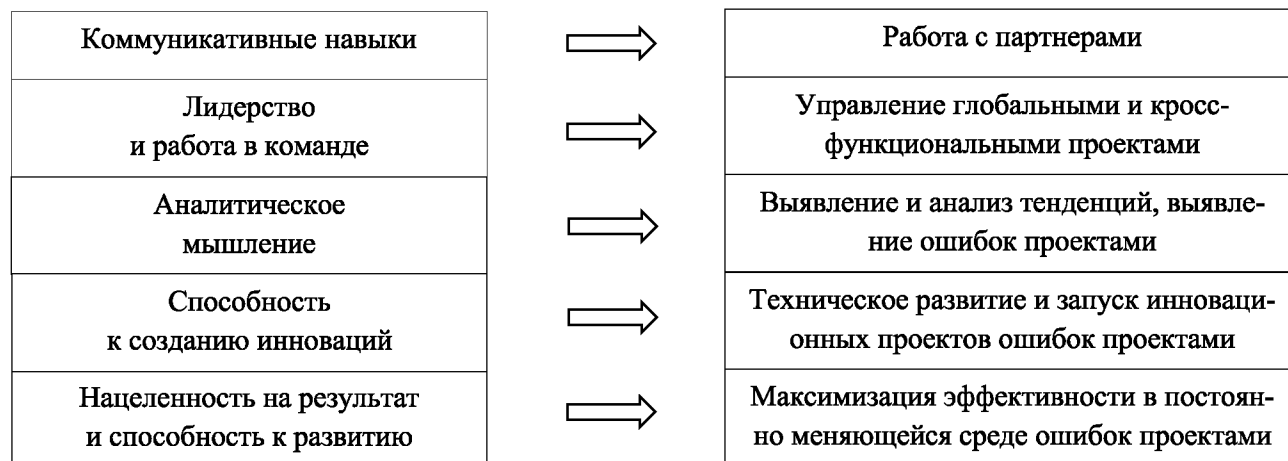 Коммуникативные навыки
Работа с партнерами
Лидерство
и работа в команде
Управление глобальными и кросс-
функциональными проектами
Аналитическое
мышление
Выявление и анализ тенденций, выявле-
ние ошибок проектами
Способность
к созданию инноваций
Техническое развитие и запуск инноваци-
онных проектов ошибок проектами
Нацеленность на результат
и способность к развитию
Максимизация эффективности в постоян-
но меняющейся среде ошибок проектами